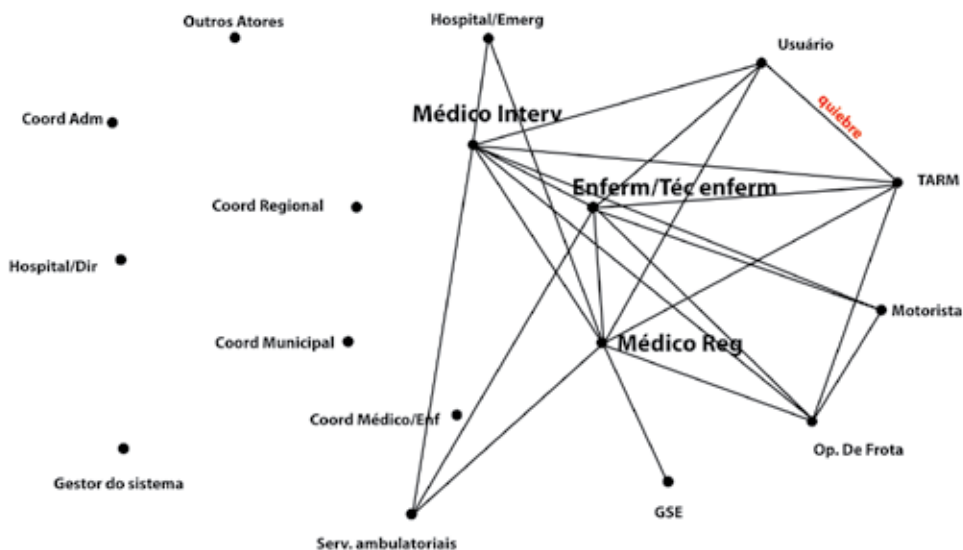 Outros Atores
Hospital/Emerg
Usuário
quiebre
Coord Adm
Médico Interv
TARM
Enferm/Téc enferm
Coord Regional
Hospital/Dir
Motorista
Coord Municipal
Médico Reg
Coord Médico/Enf
Op. De Frota
Gestor do sistema
GSE
Serv. ambulatoriais